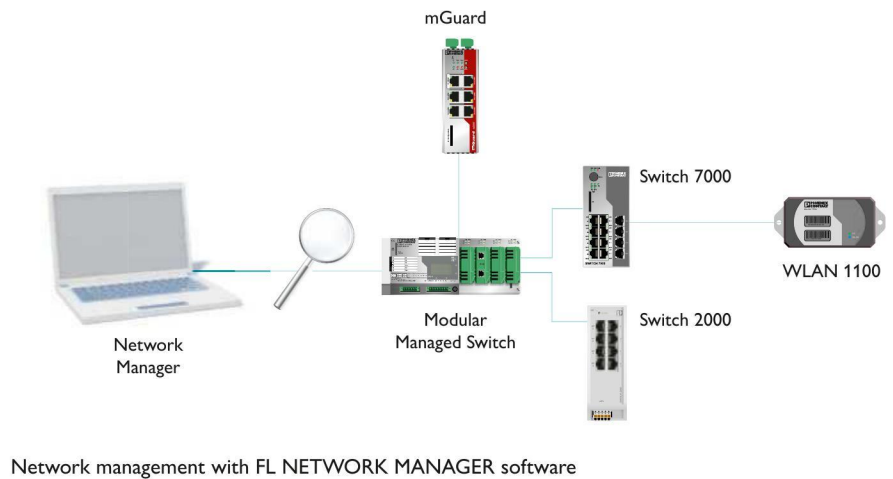 mGuard
Switch 7000
WLAN 1100
Switch 2000
Modular
Managed Switch
Network
Manager
Network management with FL NETWORK MANAGER software